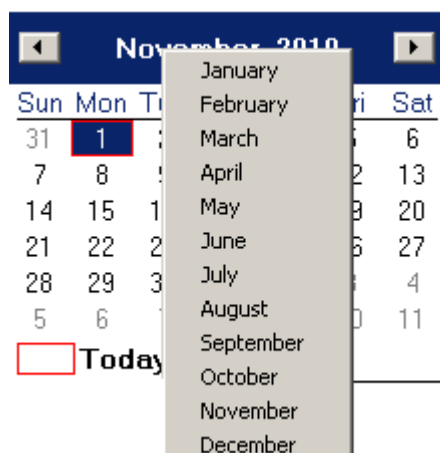 November, 2010
Sun Mon Sat
31 1 6
7 8 13
14 15 20
21 22 27
28 29 4
5 6 11
Today
January
February
March
April
May
June
July
August
September
October
November
December